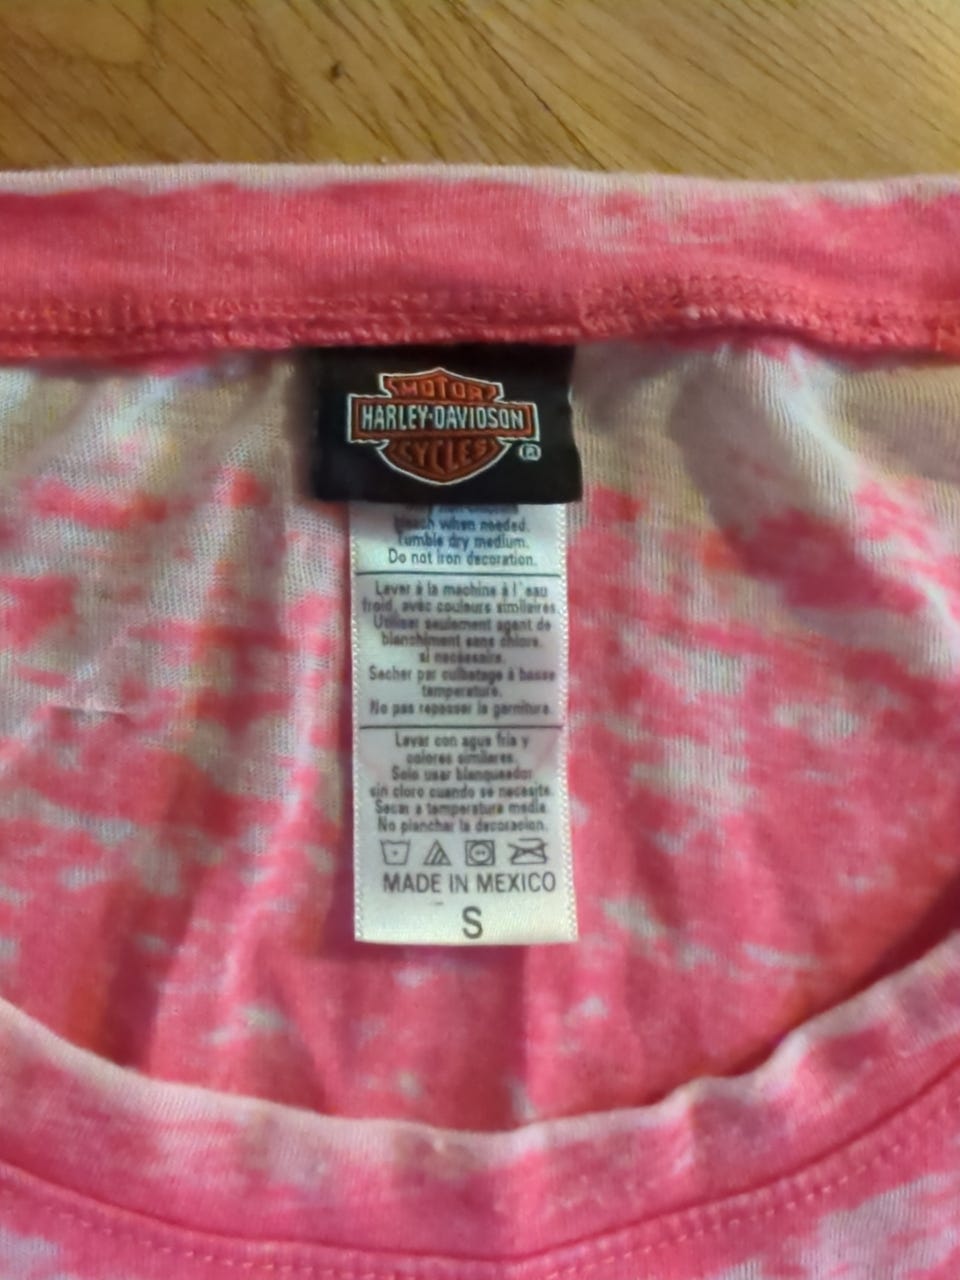 MOTOR
HARLEY-DAVIDSON
CYCLES
®
bleach when needed.
Tumble dry medium.
Do not iron decoration.
Laver à la machine à l'eau
froid, avec couleurs similaires.
Utiliser seulement agent de
blanchiment sans chlore,
si necessaire.
Secher par culbutage à basse
temperature.
No pas repasser la garniture.
Lavar con agua fria y
colores similares.
Solo usar blanqueador
sin cloro cuando se necesite.
Secar a temperatura media.
No planchar la decoracion.
MADE IN MEXICO
S